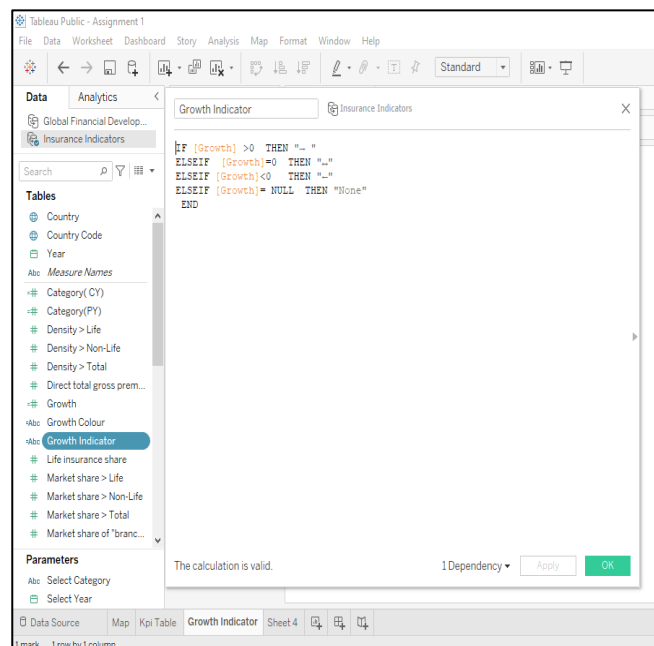 Tableau Public - Assignment 1
File Data Worksheet Dashboard Story Analysis Map Format Window Help
Standard
Data Analytics
Global Financial Develop...
Insurance Indicators
Search
Tables
Country
Country Code
Year
Abc Measure Names
Category( CY)
Category(PY)
Density > Life
Density > Non-Life
Density > Total
Direct total gross prem...
Growth
Abc Growth Colour
Abc Growth Indicator
Life insurance share
Market share > Life
Market share > Non-Life
Market share > Total
Market share of "branc...
Parameters
Abc Select Category
Select Year
Growth Indicator Insurance Indicators X
IF [Growth] >0 THEN "→ "
ELSEIF [Growth]=0 THEN "↔"
ELSEIF [Growth]<0 THEN "←"
ELSEIF [Growth]= NULL THEN "None"
END
The calculation is valid. 1 Dependency Apply OK
Data Source Map Kpi Table Growth Indicator Sheet 4
1 mark 1 row by 1 column